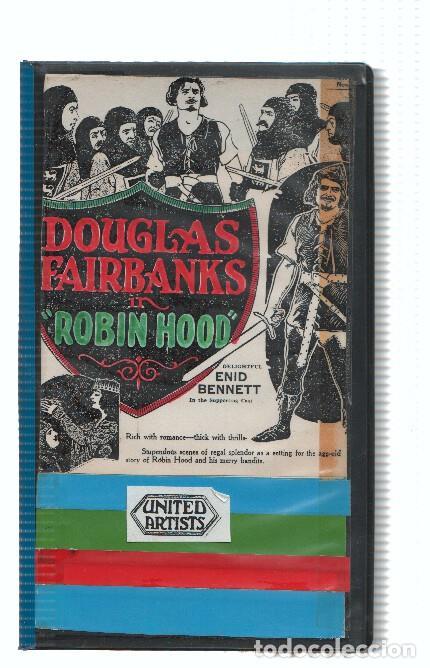 DOUGLAS
FAIRBANKS
in
"ROBIN HOOD"
DELIGHTFUL
ENID
BENNETT
In the Supporting Cast
Rich with romance—thick with thrills-
Stupendous scenes of regal splendor as a setting for the age-old
story of Robin Hood and his merry bandits.
UNITED
ARTISTS
todocoleccion.net